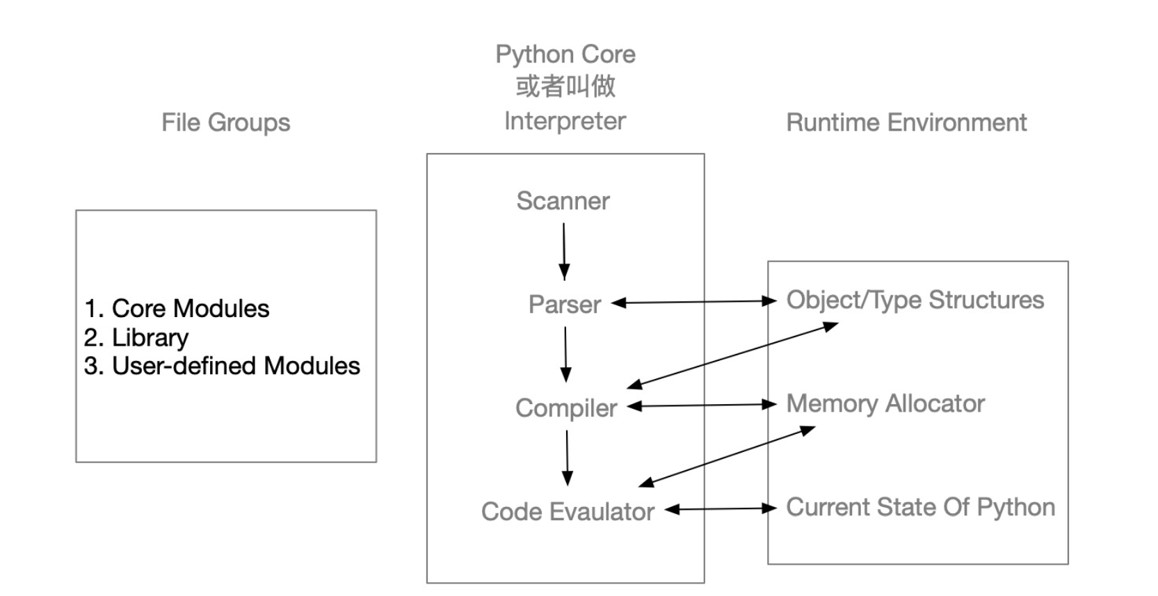 Python Core
或者叫做
Interpreter
File Groups
Runtime Environment
1. Core Modules
2. Library
3. User-defined Modules
Scanner
Parser
Compiler
Code Evaulator
Object/Type Structures
Memory Allocator
Current State Of Python